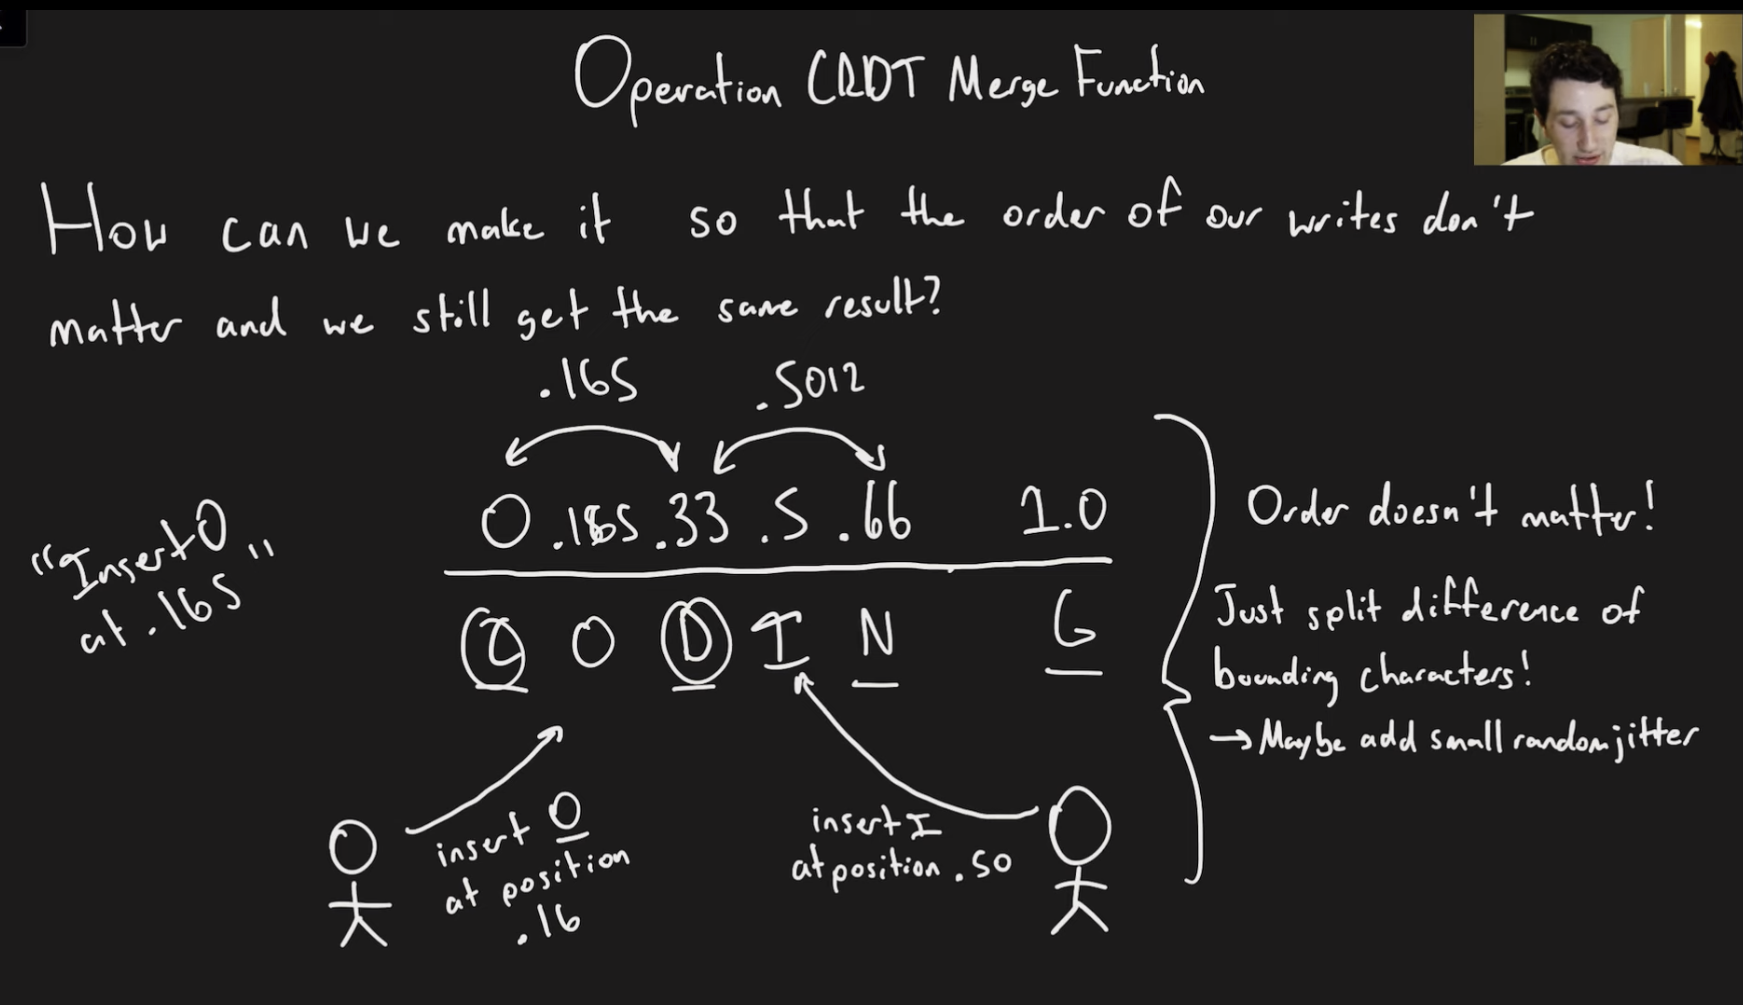 Operation CRDT Merge Function
How can we make it so that the order of our writes don't
matter and we still get the same result?
.165 .5012
0 .165 .33 .5 .66 1.0
C O D I N G
"Insert O
at .165"
Order doesn't matter!
Just split difference of
bounding characters!
→ Maybe add small random jitter
insert O
at position
.16
insert I
at position .50